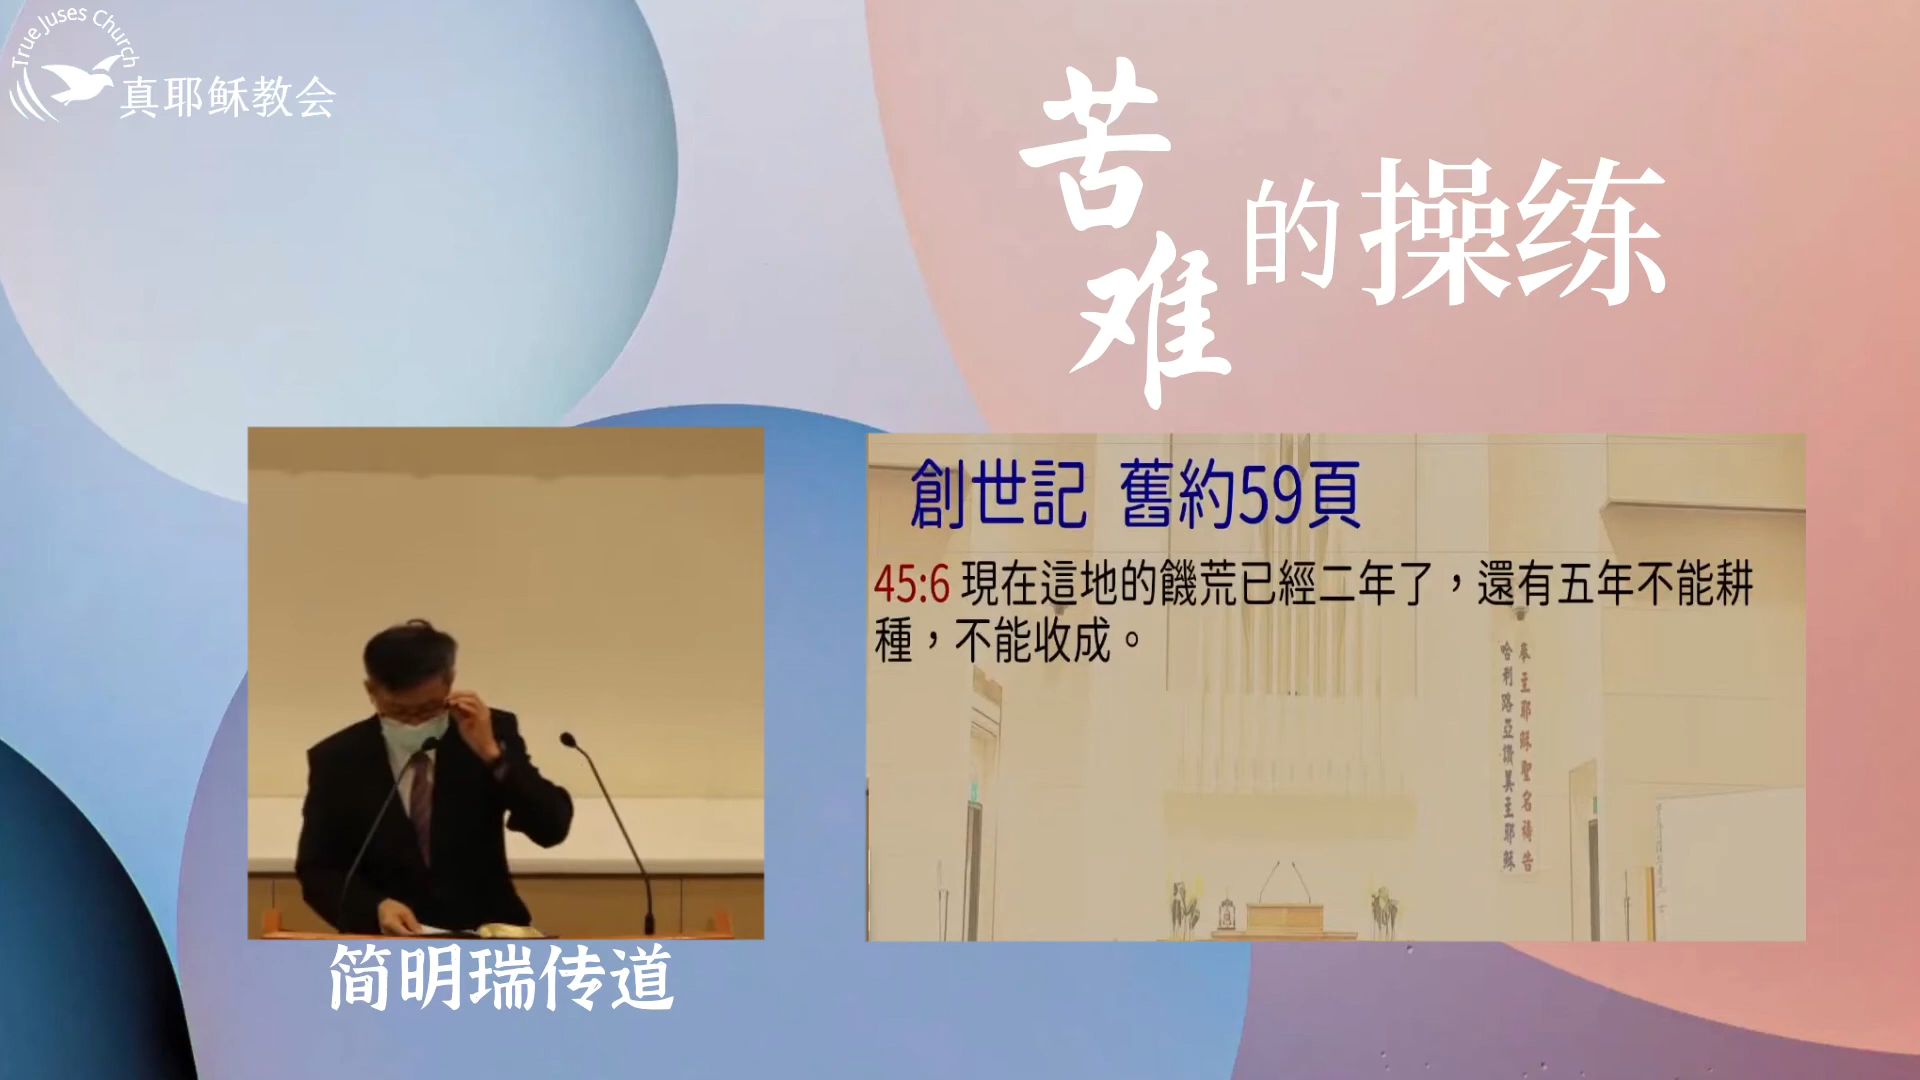 True Juses Church
真耶稣教会
苦难的操练
創世記 舊約59頁
45:6 現在這地的饑荒已經二年了，還有五年不能耕
種，不能收成。
奉主耶穌聖名禱告
哈利路亞讚美主耶穌
简明瑞传道